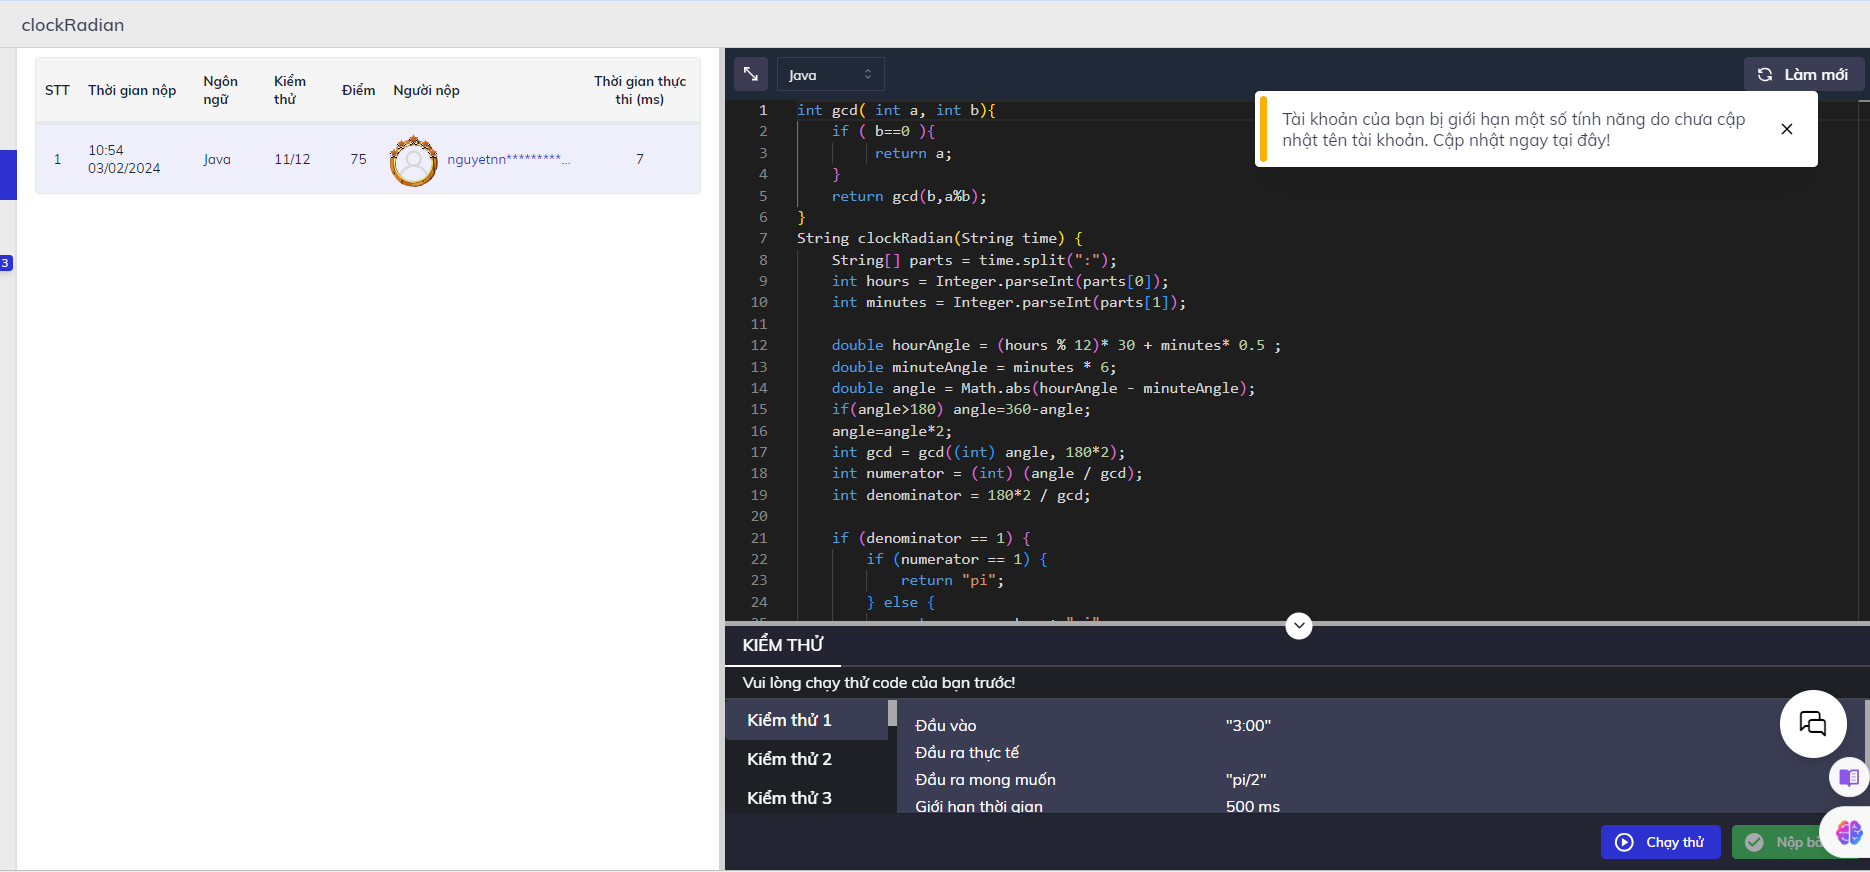 clockRadian
STT
Thời gian nộp
Ngôn
ngữ
Kiểm
thử
Điểm
Người nộp
Thời gian thực
thi (ms)
1
10:54
03/02/2024
Java
11/12
75
nguyetnn*********...
7
3
Java
Làm mới
Tài khoản của bạn bị giới hạn một số tính năng do chưa cập
nhật tên tài khoản. Cập nhật ngay tại đây!
1 int gcd( int a, int b){
2 if ( b==0 ){
3 return a;
4 }
5 return gcd(b,a%b);
6 }
7 String clockRadian(String time) {
8 String[] parts = time.split(":");
9 int hours = Integer.parseInt(parts[0]);
10 int minutes = Integer.parseInt(parts[1]);
11
12 double hourAngle = (hours % 12)* 30 + minutes* 0.5 ;
13 double minuteAngle = minutes * 6;
14 double angle = Math.abs(hourAngle - minuteAngle);
15 if(angle>180) angle=360-angle;
16 angle=angle*2;
17 int gcd = gcd((int) angle, 180*2);
18 int numerator = (int) (angle / gcd);
19 int denominator = 180*2 / gcd;
20
21 if (denominator == 1) {
22 if (numerator == 1) {
23 return "pi";
24 } else {
KIỂM THỬ
Vui lòng chạy thử code của bạn trước!
Kiểm thử 1
Kiểm thử 2
Kiểm thử 3
Đầu vào "3:00"
Đầu ra thực tế
Đầu ra mong muốn "pi/2"
Giới hạn thời gian 500 ms
Chạy thử
Nộp